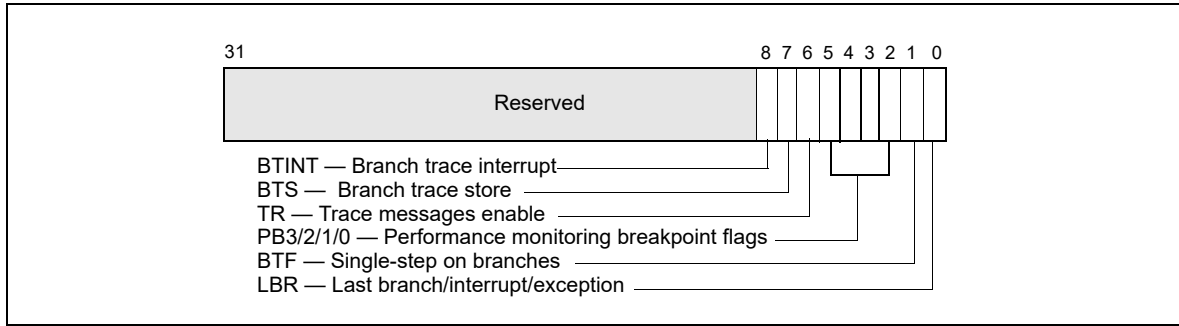 31 8 7 6 5 4 3 2 1 0
Reserved
BTINT — Branch trace interrupt
BTS — Branch trace store
TR — Trace messages enable
PB3/2/1/0 — Performance monitoring breakpoint flags
BTF — Single-step on branches
LBR — Last branch/interrupt/exception